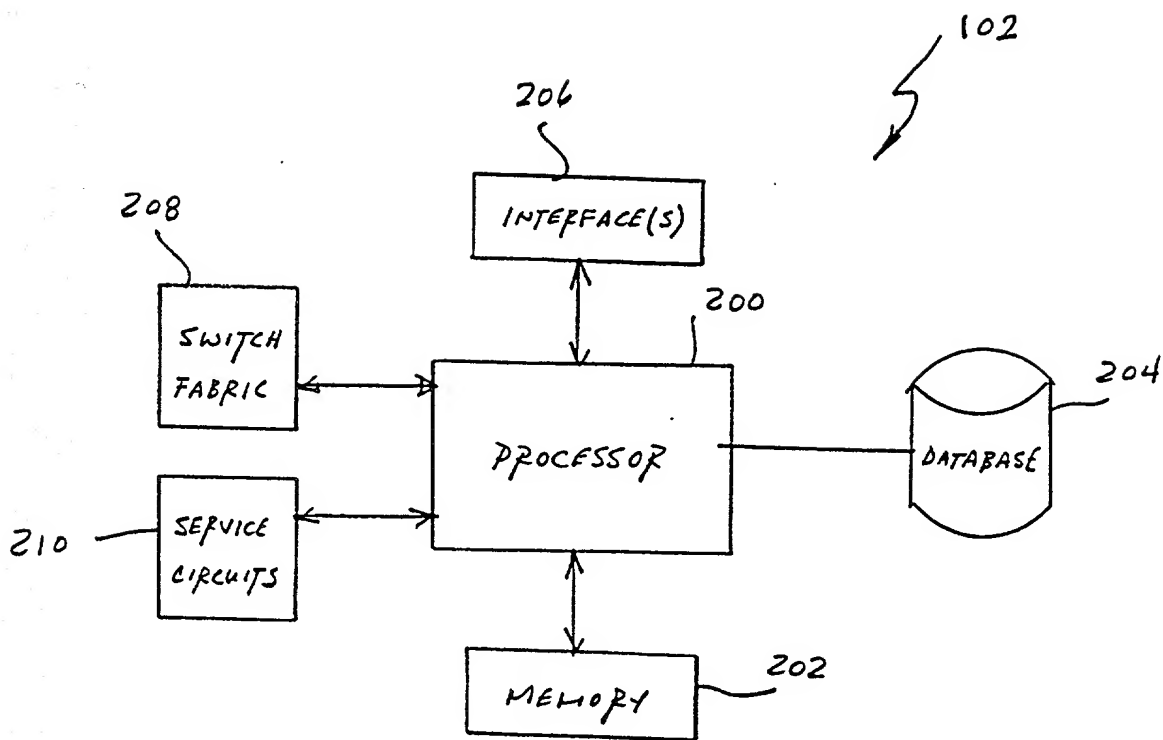 102
206
INTERFACE(S)
208
SWITCH
FABRIC
200
PROCESSOR
204
DATABASE
210
SERVICE
CIRCUITS
202
MEMORY